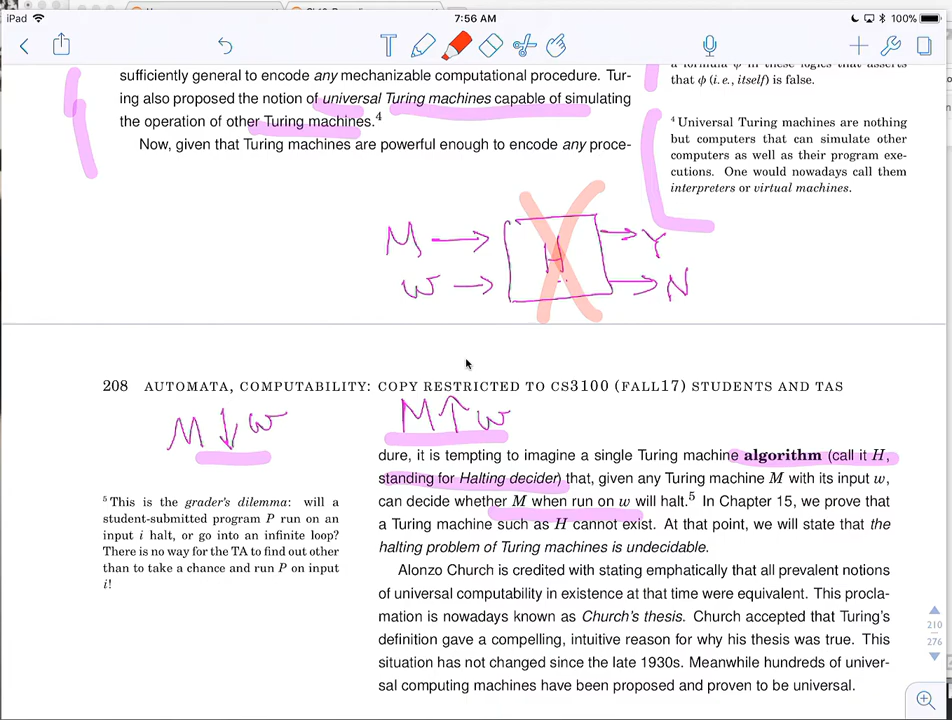 iPad
7:56 AM
100%
sufficiently general to encode any mechanizable computational procedure. Tur-
ing also proposed the notion of universal Turing machines capable of simulating
the operation of other Turing machines.4
Now, given that Turing machines are powerful enough to encode any proce-
a formula ϕ in these logics that asserts
that ϕ (i.e., itself) is false.
4 Universal Turing machines are nothing
but computers that can simulate other
computers as well as their program exe-
cutions. One would nowadays call them
interpreters or virtual machines.
M → H → Y
W → → N
208 AUTOMATA, COMPUTABILITY: COPY RESTRICTED TO CS3100 (FALL17) STUDENTS AND TAS
M↓w M↑w
dure, it is tempting to imagine a single Turing machine algorithm (call it H,
standing for Halting decider) that, given any Turing machine M with its input w,
can decide whether M when run on w will halt.5 In Chapter 15, we prove that
a Turing machine such as H cannot exist. At that point, we will state that the
halting problem of Turing machines is undecidable.
5 This is the grader's dilemma: will a
student-submitted program P run on an
input i halt, or go into an infinite loop?
There is no way for the TA to find out other
than to take a chance and run P on input
i!
Alonzo Church is credited with stating emphatically that all prevalent notions
of universal computability in existence at that time were equivalent. This procla-
mation is nowadays known as Church's thesis. Church accepted that Turing's
definition gave a compelling, intuitive reason for why his thesis was true. This
situation has not changed since the late 1930s. Meanwhile hundreds of univer-
sal computing machines have been proposed and proven to be universal.
210
276